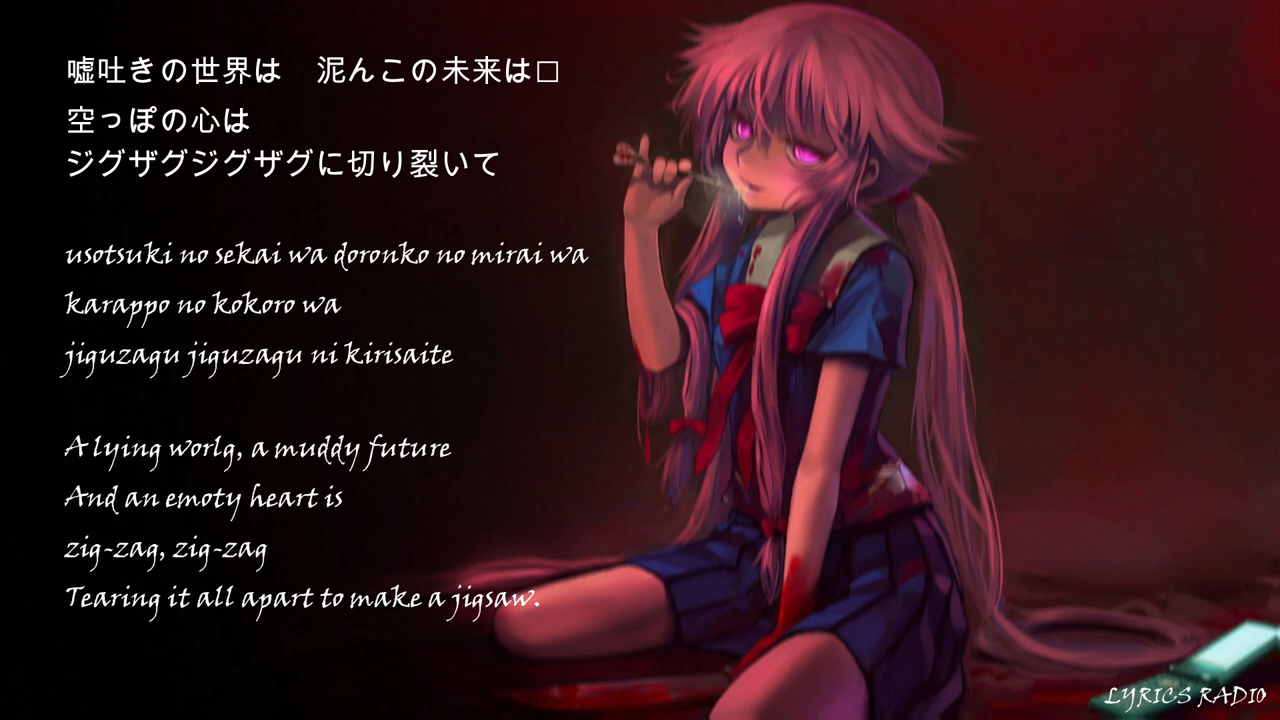 嘘吐きの世界は　泥んこの未来は□
空っぽの心は
ジグザグジグザグに切り裂いて
usotsuki no sekai wa doronko no mirai wa
karappo no kokoro wa
jiguzagu jiguzagu ni kirisaite
A lying worlg, a muddy future
And an emoty heart is
zig-zag, zig-zag
Tearing it all apart to make a jigsaw.
LYRICS RADIO